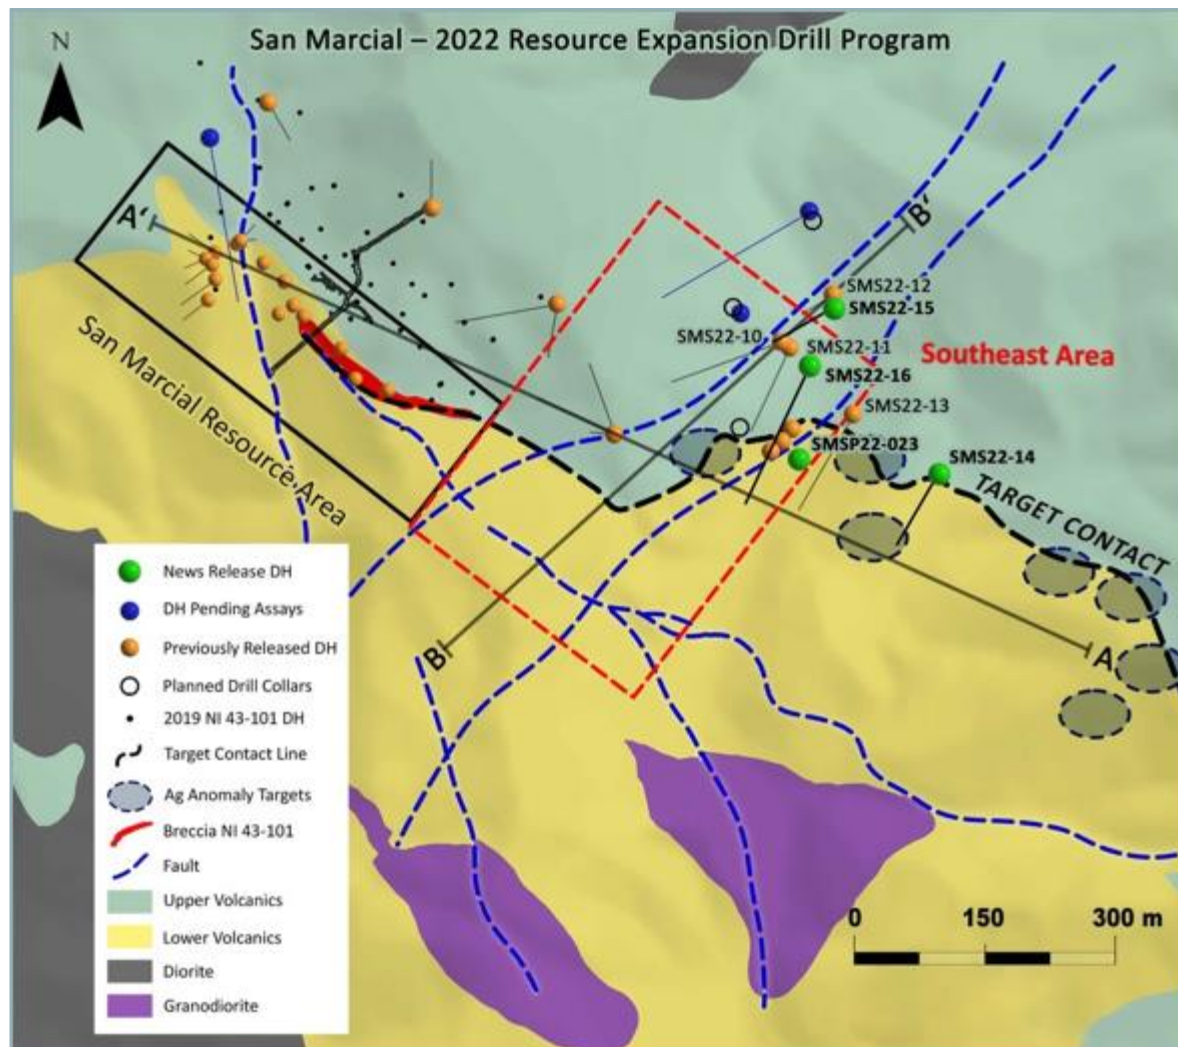 San Marcial – 2022 Resource Expansion Drill Program
N
A'
B'
SMS22-12
SMS22-15
SMS22-10
SMS22-11
Southeast Area
SMS22-16
SMS22-13
SMSP22-023
SMS22-14
TARGET CONTACT
San Marcial Resource Area
B
A
News Release DH
DH Pending Assays
Previously Released DH
Planned Drill Collars
2019 NI 43-101 DH
Target Contact Line
Ag Anomaly Targets
Breccia NI 43-101
Fault
Upper Volcanics
Lower Volcanics
Diorite
Granodiorite
0 150 300 m